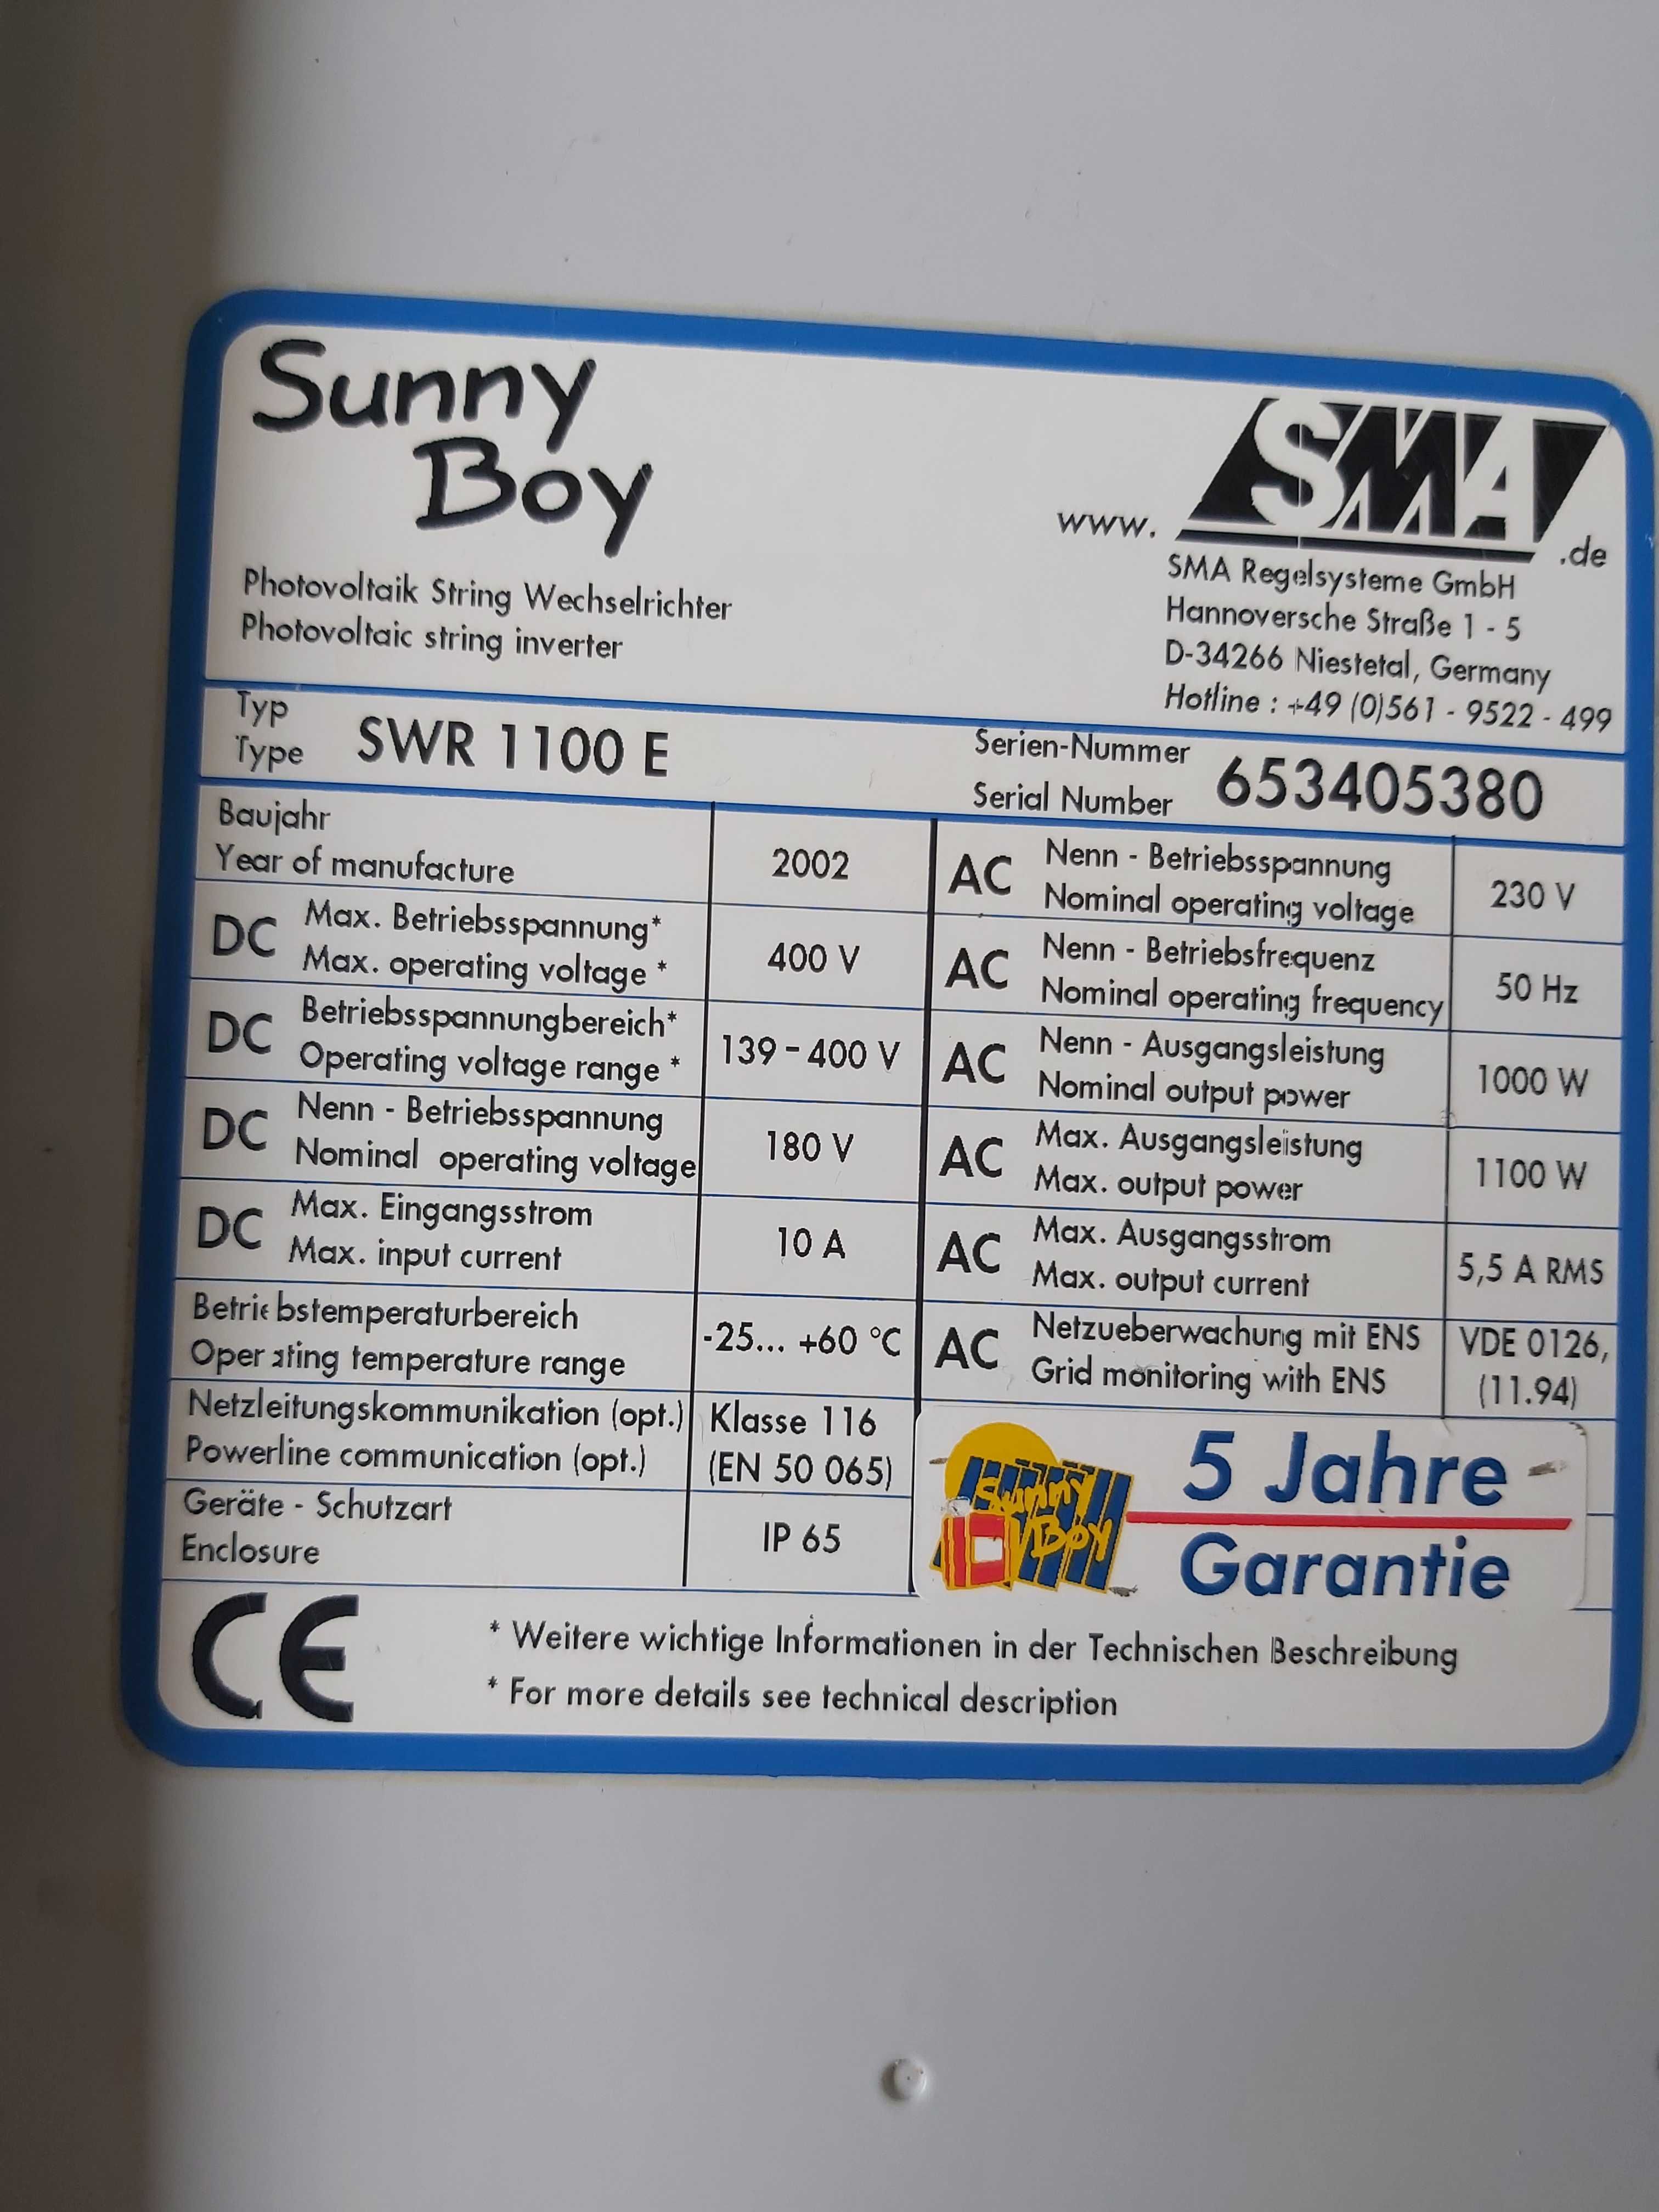 Sunny
Boy
www. SMA .de
Photovoltaik String Wechselrichter
Photovoltaic string inverter
SMA Regelsysteme GmbH
Hannoversche Straße 1 - 5
D-34266 Niestetal, Germany
Hotline : +49 (0)561 - 9522 - 499
Typ
Type
SWR 1100 E
Serien-Nummer
Serial Number
653405380
Baujahr
Year of manufacture
2002
DC
Max. Betriebsspannung*
Max. operating voltage *
400 V
DC
Betriebsspannungbereich*
Operating voltage range *
139 - 400 V
DC
Nenn - Betriebsspannung
Nominal operating voltage
180 V
DC
Max. Eingangsstrom
Max. input current
10 A
Betriebstemperaturbereich
Operating temperature range
-25... +60 °C
Netzleitungskommunikation (opt.)
Powerline communication (opt.)
Klasse 116
(EN 50 065)
Geräte - Schutzart
Enclosure
IP 65
AC
Nenn - Betriebsspannung
Nominal operating voltage
230 V
AC
Nenn - Betriebsfrequenz
Nominal operating frequency
50 Hz
AC
Nenn - Ausgangsleistung
Nominal output power
1000 W
AC
Max. Ausgangsleistung
Max. output power
1100 W
AC
Max. Ausgangsstrom
Max. output current
5,5 A RMS
AC
Netzueberwachung mit ENS
Grid monitoring with ENS
VDE 0126,
(11.94)
Sunny
Boy
5 Jahre
Garantie
CE
* Weitere wichtige Informationen in der Technischen Beschreibung
* For more details see technical description